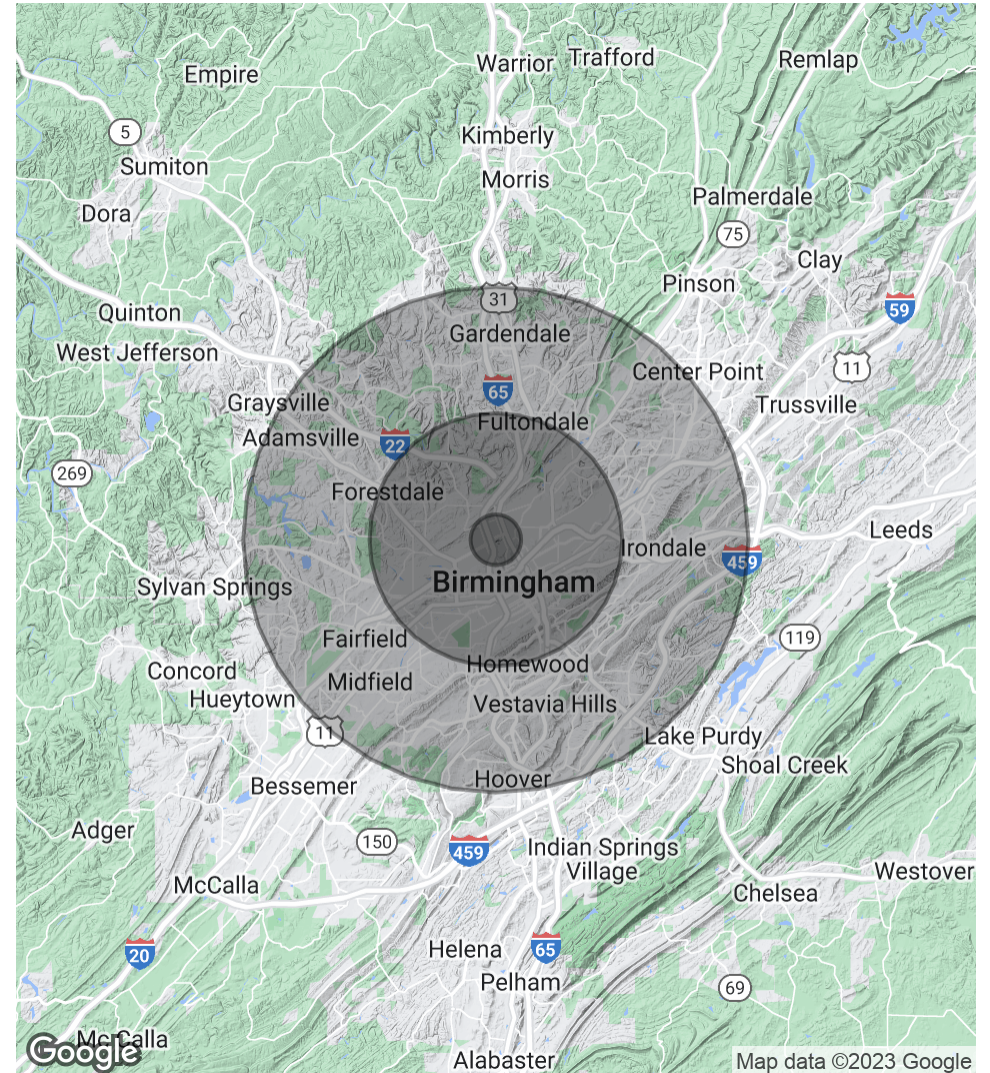 Warrior
Trafford
Remlap
Empire
5
Kimberly
Sumiton
Morris
Palmerdale
Dora
75
Clay
Pinson
31
59
Quinton
Gardendale
West Jefferson
11
Center Point
65
Graysville
Trussville
Fultondale
Adamsville
22
269
Forestdale
Leeds
Irondale
459
Birmingham
Sylvan Springs
119
Fairfield
Homewood
Concord
Midfield
Hueytown
Vestavia Hills
11
Lake Purdy
Shoal Creek
Hoover
Bessemer
Adger
150
459
Indian Springs
Village
Westover
McCalla
Chelsea
Helena
65
20
Pelham
69
McCalla
Google
Alabaster
Map data ©2023 Google